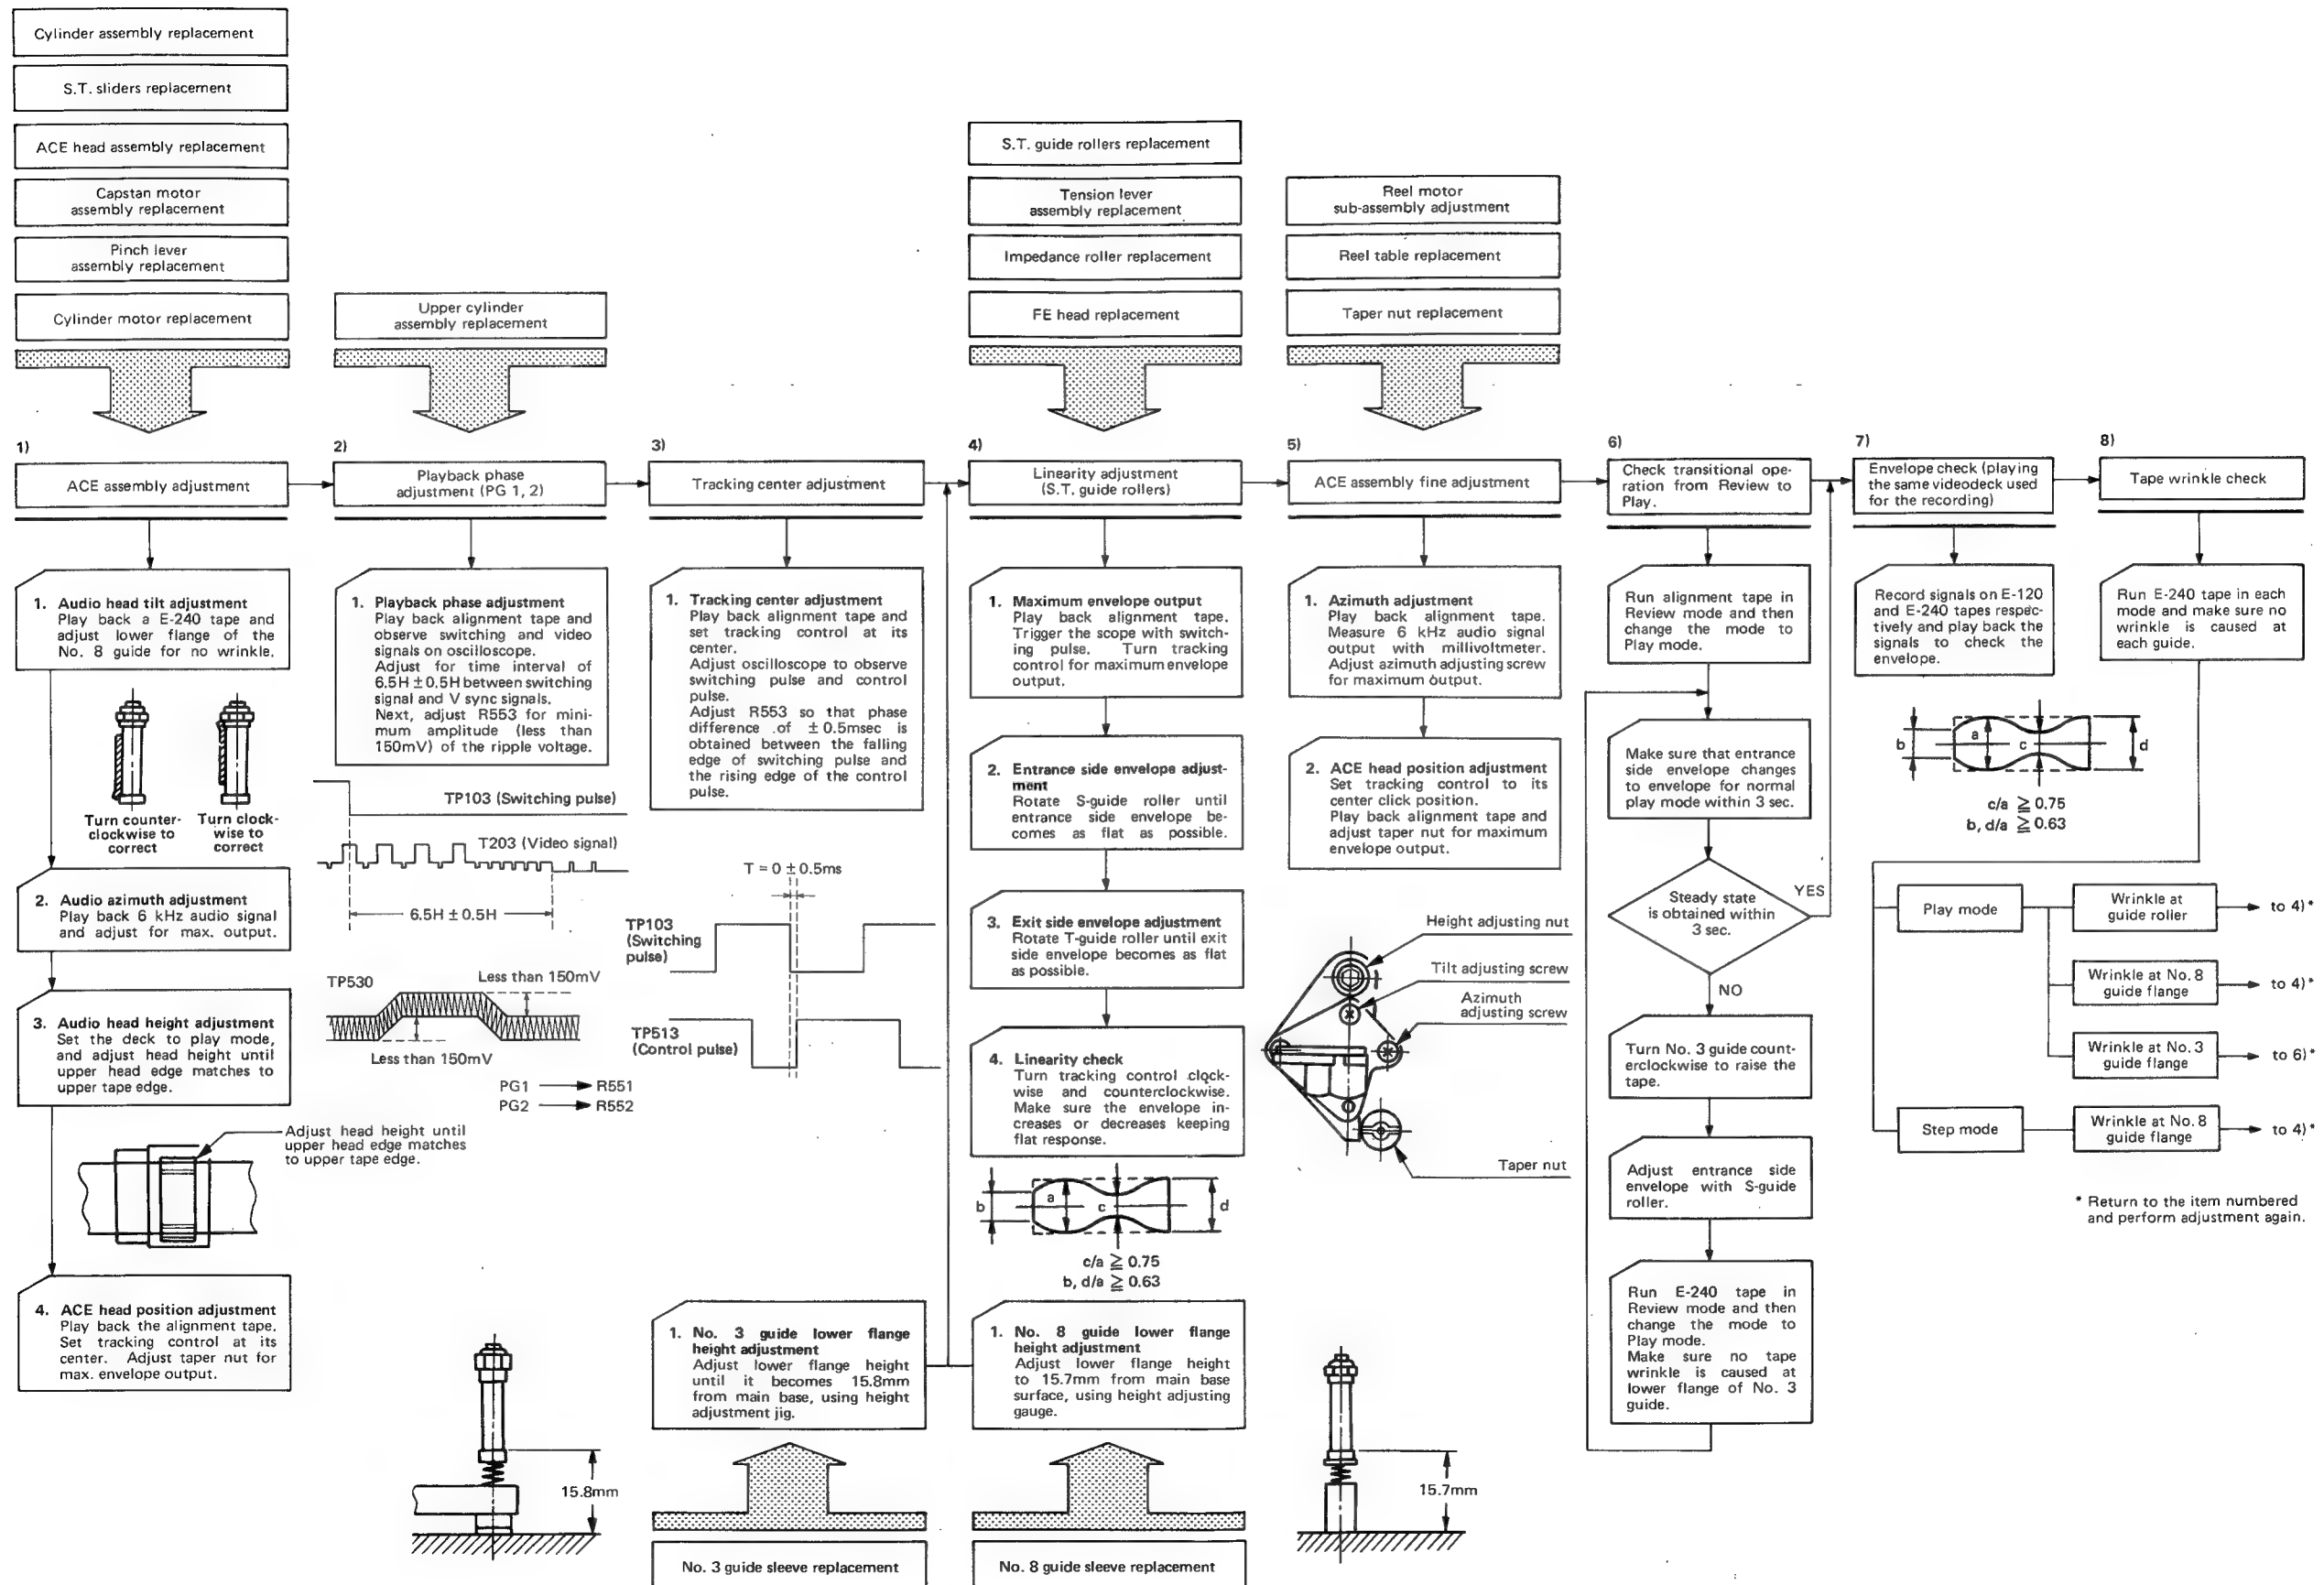 Cylinder assembly replacement
S.T. sliders replacement
ACE head assembly replacement
Capstan motor
assembly replacement
Pinch lever
assembly replacement
Cylinder motor replacement
Upper cylinder
assembly replacement
S.T. guide rollers replacement
Tension lever
assembly replacement
Impedance roller replacement
FE head replacement
Reel motor
sub-assembly adjustment
Reel table replacement
Taper nut replacement
1)
ACE assembly adjustment
2)
Playback phase
adjustment (PG 1, 2)
3)
Tracking center adjustment
4)
Linearity adjustment
(S.T. guide rollers)
5)
ACE assembly fine adjustment
6)
Check transitional ope-
ration from Review to
Play.
7)
Envelope check (playing
the same videodeck used
for the recording)
8)
Tape wrinkle check
1. Audio head tilt adjustment
Play back a E-240 tape and
adjust lower flange of the
No. 8 guide for no wrinkle.
Turn counter-
clockwise to
correct
Turn clock-
wise to
correct
2. Audio azimuth adjustment
Play back 6 kHz audio signal
and adjust for max. output.
3. Audio head height adjustment
Set the deck to play mode,
and adjust head height until
upper head edge matches to
upper tape edge.
Adjust head height until
upper head edge matches
to upper tape edge.
4. ACE head position adjustment
Play back the alignment tape.
Set tracking control at its
center. Adjust taper nut for
max. envelope output.
1. Playback phase adjustment
Play back alignment tape and
observe switching and video
signals on oscilloscope.
Adjust for time interval of
6.5H ± 0.5H between switching
signal and V sync signals.
Next, adjust R553 for mini-
mum amplitude (less than
150mV) of the ripple voltage.
TP103 (Switching pulse)
T203 (Video signal)
6.5H ± 0.5H
TP530
Less than 150mV
Less than 150mV
PG1 → R551
PG2 → R552
15.8mm
1. Tracking center adjustment
Play back alignment tape and
set tracking control at its
center.
Adjust oscilloscope to observe
switching pulse and control
pulse.
Adjust R553 so that phase
difference of ± 0.5msec is
obtained between the falling
edge of switching pulse and
the rising edge of the control
pulse.
T = 0 ± 0.5ms
TP103
(Switching
pulse)
TP513
(Control pulse)
1. No. 3 guide lower flange
height adjustment
Adjust lower flange height
until it becomes 15.8mm
from main base, using height
adjustment jig.
No. 3 guide sleeve replacement
1. Maximum envelope output
Play back alignment tape.
Trigger the scope with switch-
ing pulse. Turn tracking
control for maximum envelope
output.
2. Entrance side envelope adjust-
ment
Rotate S-guide roller until
entrance side envelope be-
comes as flat as possible.
3. Exit side envelope adjustment
Rotate T-guide roller until exit
side envelope becomes as flat
as possible.
4. Linearity check
Turn tracking control clock-
wise and counterclockwise.
Make sure the envelope in-
creases or decreases keeping
flat response.
a
b
c
d
c/a ≧ 0.75
b, d/a ≧ 0.63
1. No. 8 guide lower flange
height adjustment
Adjust lower flange height
to 15.7mm from main base
surface, using height adjusting
gauge.
No. 8 guide sleeve replacement
1. Azimuth adjustment
Play back alignment tape.
Measure 6 kHz audio signal
output with millivoltmeter.
Adjust azimuth adjusting screw
for maximum output.
2. ACE head position adjustment
Set tracking control to its
center click position.
Play back alignment tape and
adjust taper nut for maximum
envelope output.
Height adjusting nut
Tilt adjusting screw
Azimuth
adjusting screw
Taper nut
15.7mm
Run alignment tape in
Review mode and then
change the mode to
Play mode.
Make sure that entrance
side envelope changes
to envelope for normal
play mode within 3 sec.
Steady state
is obtained within
3 sec.
YES
NO
Turn No. 3 guide count-
erclockwise to raise the
tape.
Adjust entrance side
envelope with S-guide
roller.
Run E-240 tape in
Review mode and then
change the mode to
Play mode.
Make sure no tape
wrinkle is caused at
lower flange of No. 3
guide.
Record signals on E-120
and E-240 tapes respec-
tively and play back the
signals to check the
envelope.
a
b
c
d
c/a ≧ 0.75
b, d/a ≧ 0.63
Run E-240 tape in each
mode and make sure no
wrinkle is caused at
each guide.
Play mode
Wrinkle at
guide roller
to 4)*
Wrinkle at No. 8
guide flange
to 4)*
Wrinkle at No. 3
guide flange
to 6)*
Step mode
Wrinkle at No. 8
guide flange
to 4)*
* Return to the item numbered
and perform adjustment again.